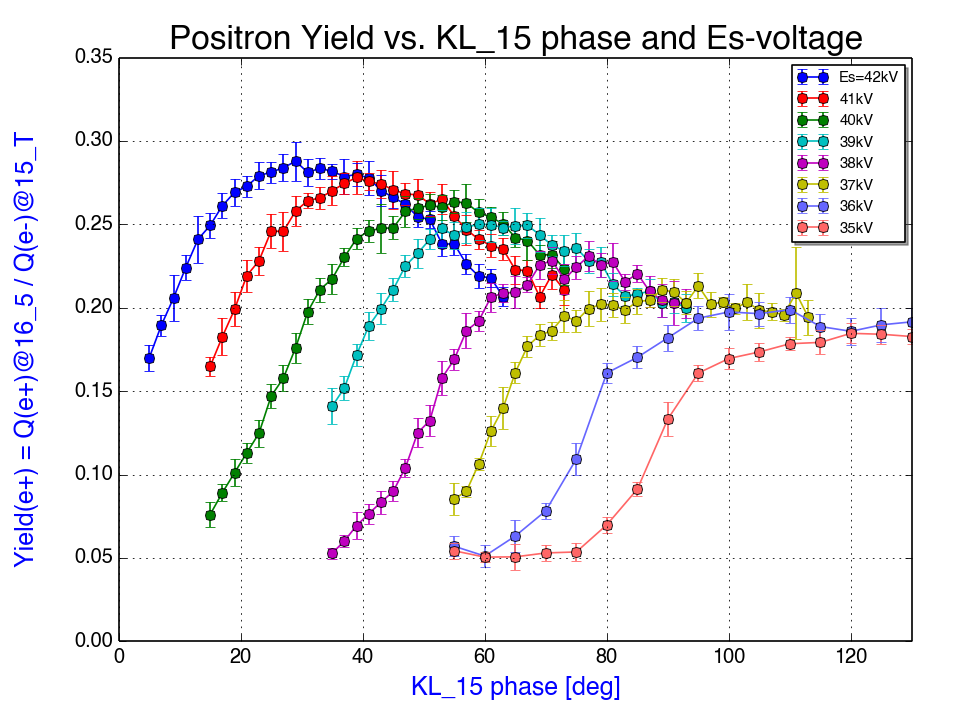 Positron Yield vs. KL_15 phase and Es-voltage
Yield(e+) = Q(e+)@16_5 / Q(e-)@15_T
0.35
0.30
0.25
0.20
0.15
0.10
0.05
0.00
Es=42kV
41kV
40kV
39kV
38kV
37kV
36kV
35kV
0 20 40 60 80 100 120
KL_15 phase [deg]